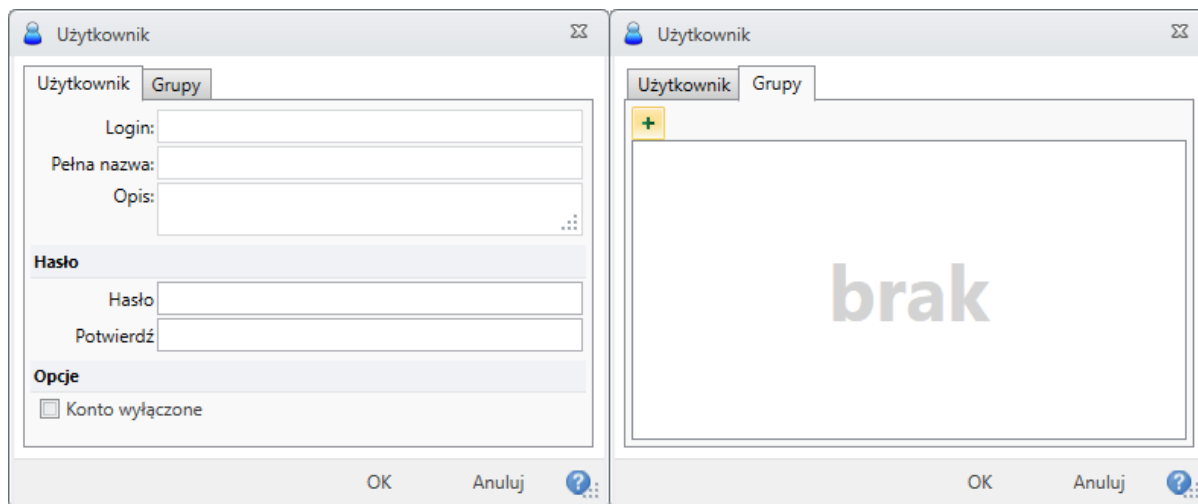 Użytkownik
Użytkownik Grupy
Login:
Pełna nazwa:
Opis:
Hasło
Hasło
Potwierdź
Opcje
Konto wyłączone
OK Anuluj ?
Użytkownik
Użytkownik Grupy
+
brak
OK Anuluj ?